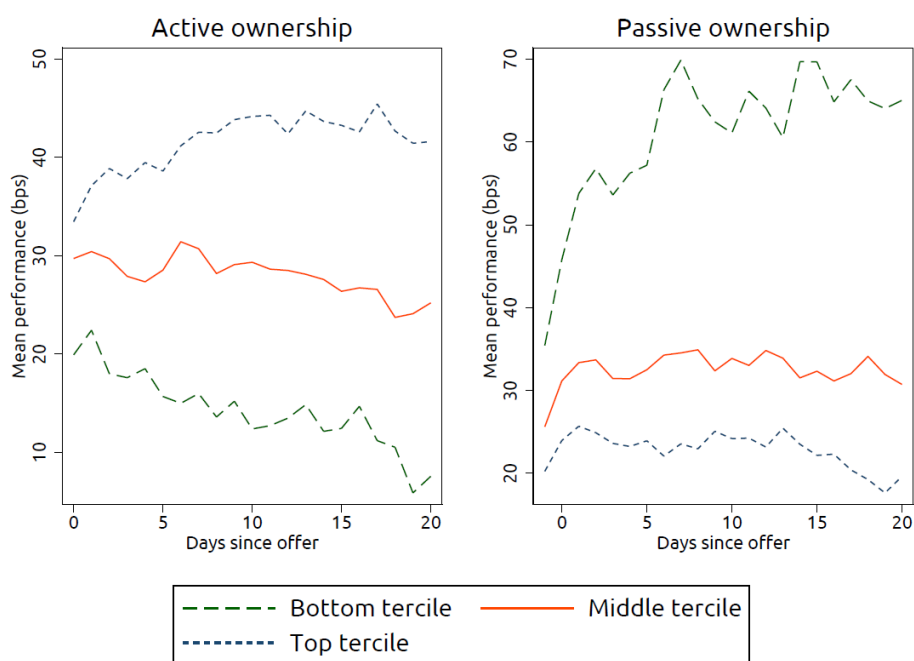 Active ownership
Passive ownership
Mean performance (bps)
50
40
30
20
10
0 5 10 15 20
Days since offer
Mean performance (bps)
70
60
50
40
30
20
0 5 10 15 20
Days since offer
Bottom tercile
Middle tercile
Top tercile